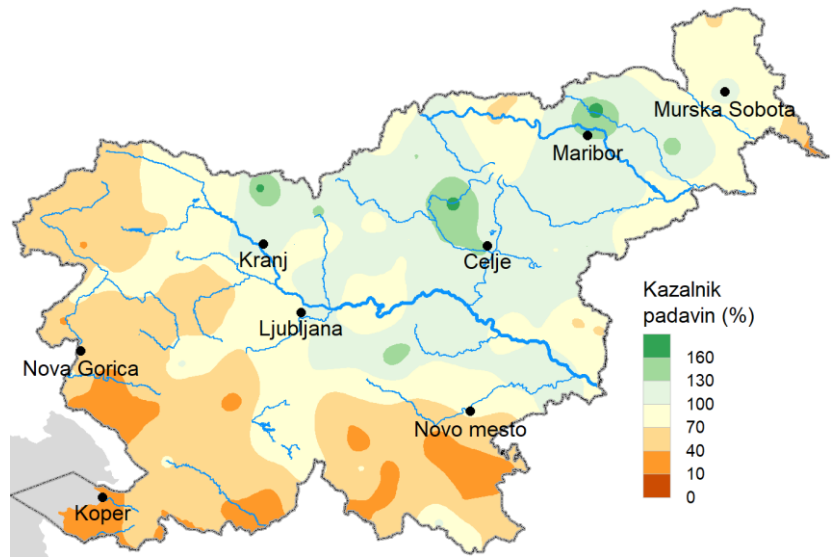 Murska Sobota
Maribor
Kranj
Celje
Ljubljana
Nova Gorica
Novo mesto
Koper
Kazalnik
padavin (%)
160
130
100
70
40
10
0